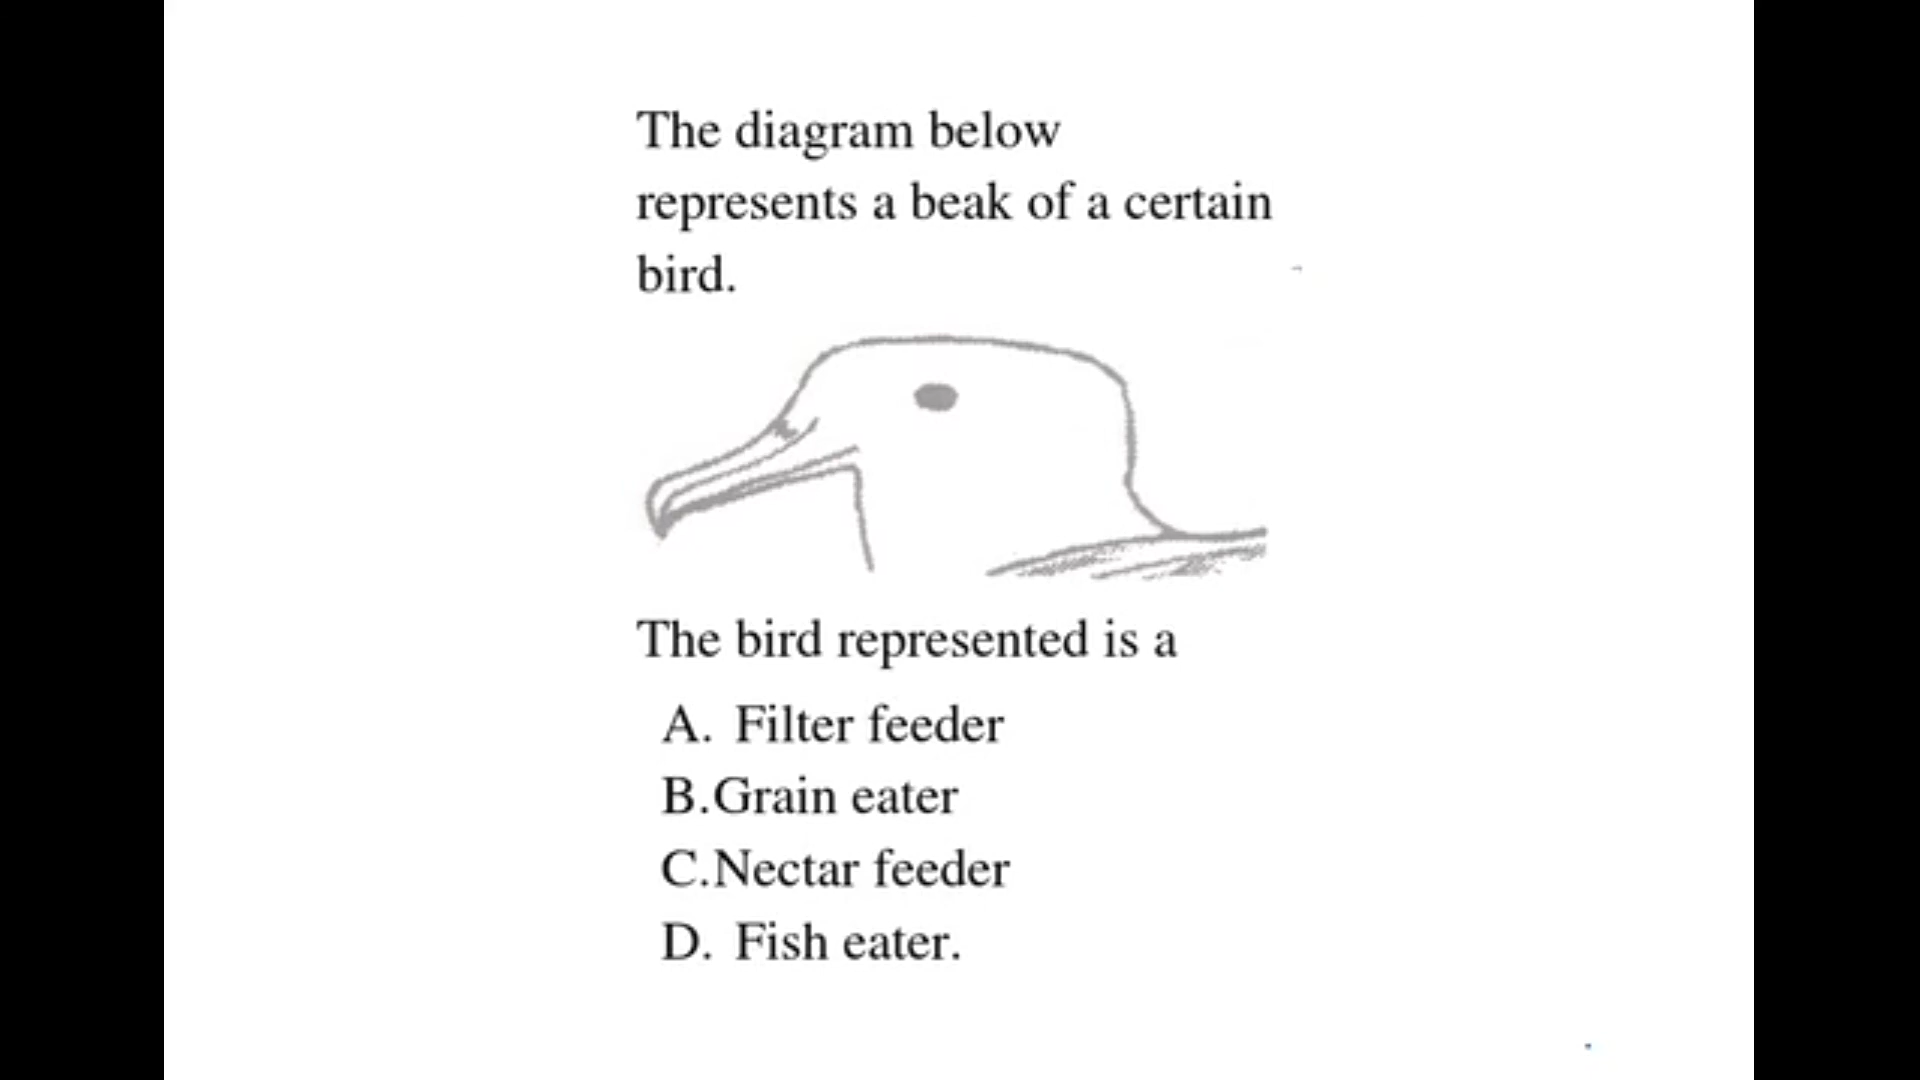 The diagram below
represents a beak of a certain
bird.
The bird represented is a
A. Filter feeder
B.Grain eater
C.Nectar feeder
D. Fish eater.